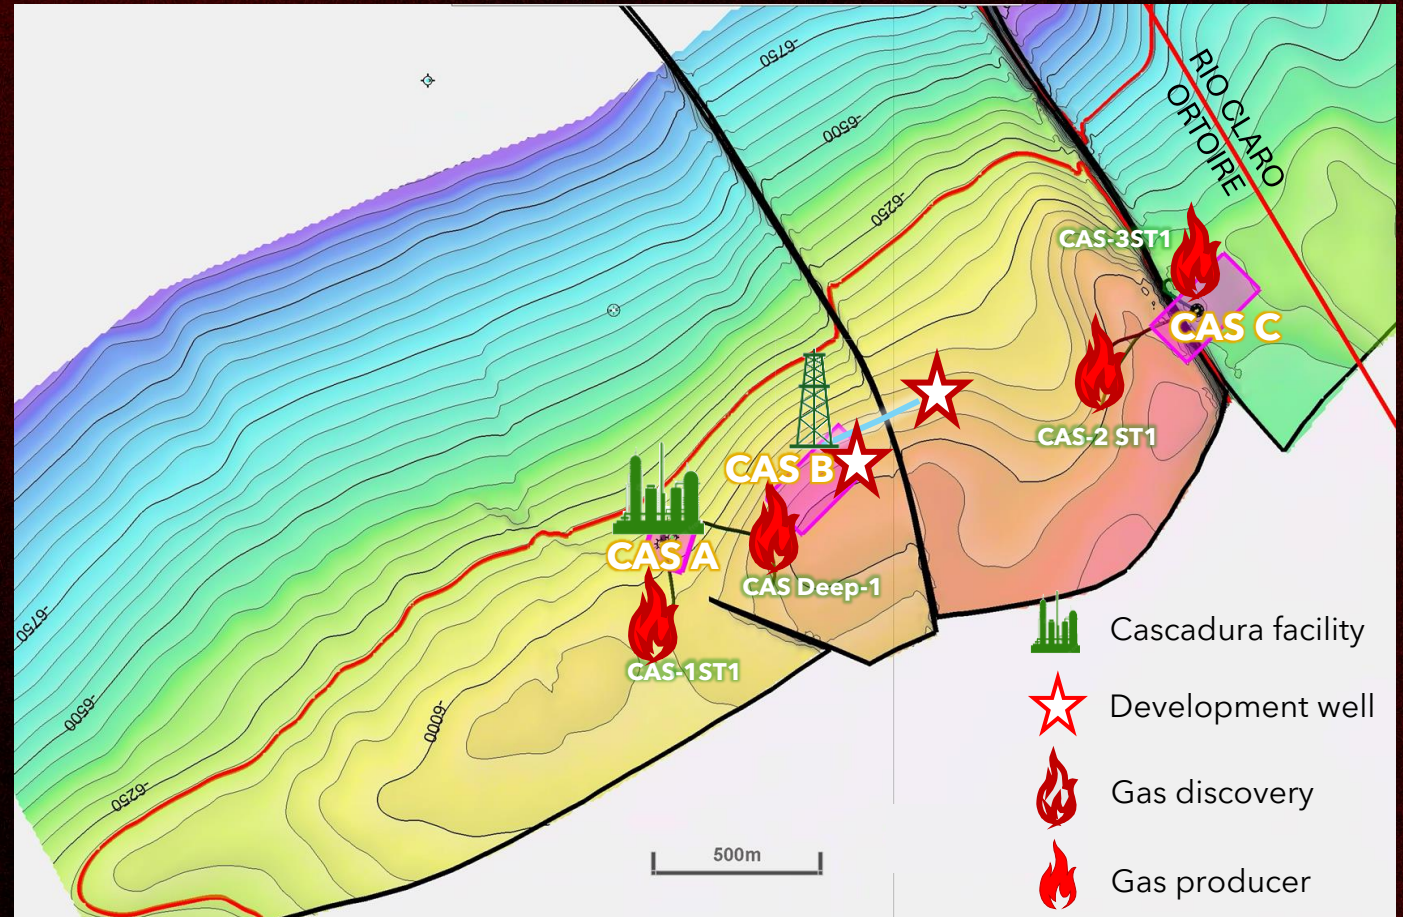 -6750
-6500
-6250
RIO CLARO
ORTOIRE
CAS-3ST1
CAS C
CAS-2 ST1
CAS B
CAS A
CAS Deep-1
CAS-1ST1
-6750
-6500
-6000
-6250
500m
Cascadura facility
Development well
Gas discovery
Gas producer